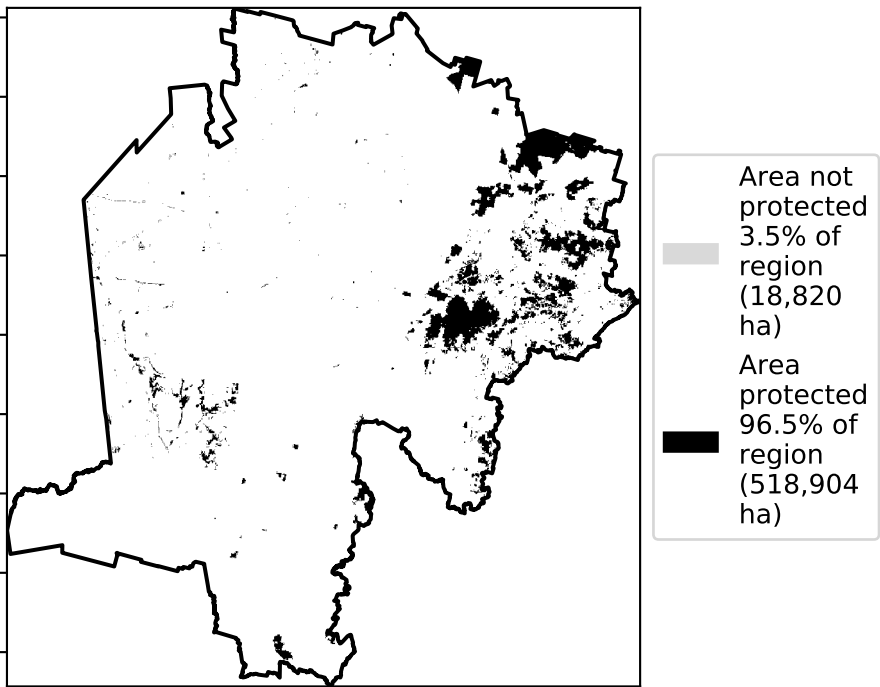 Area not
protected
3.5% of
region
(18,820
ha)
Area
protected
96.5% of
region
(518,904
ha)